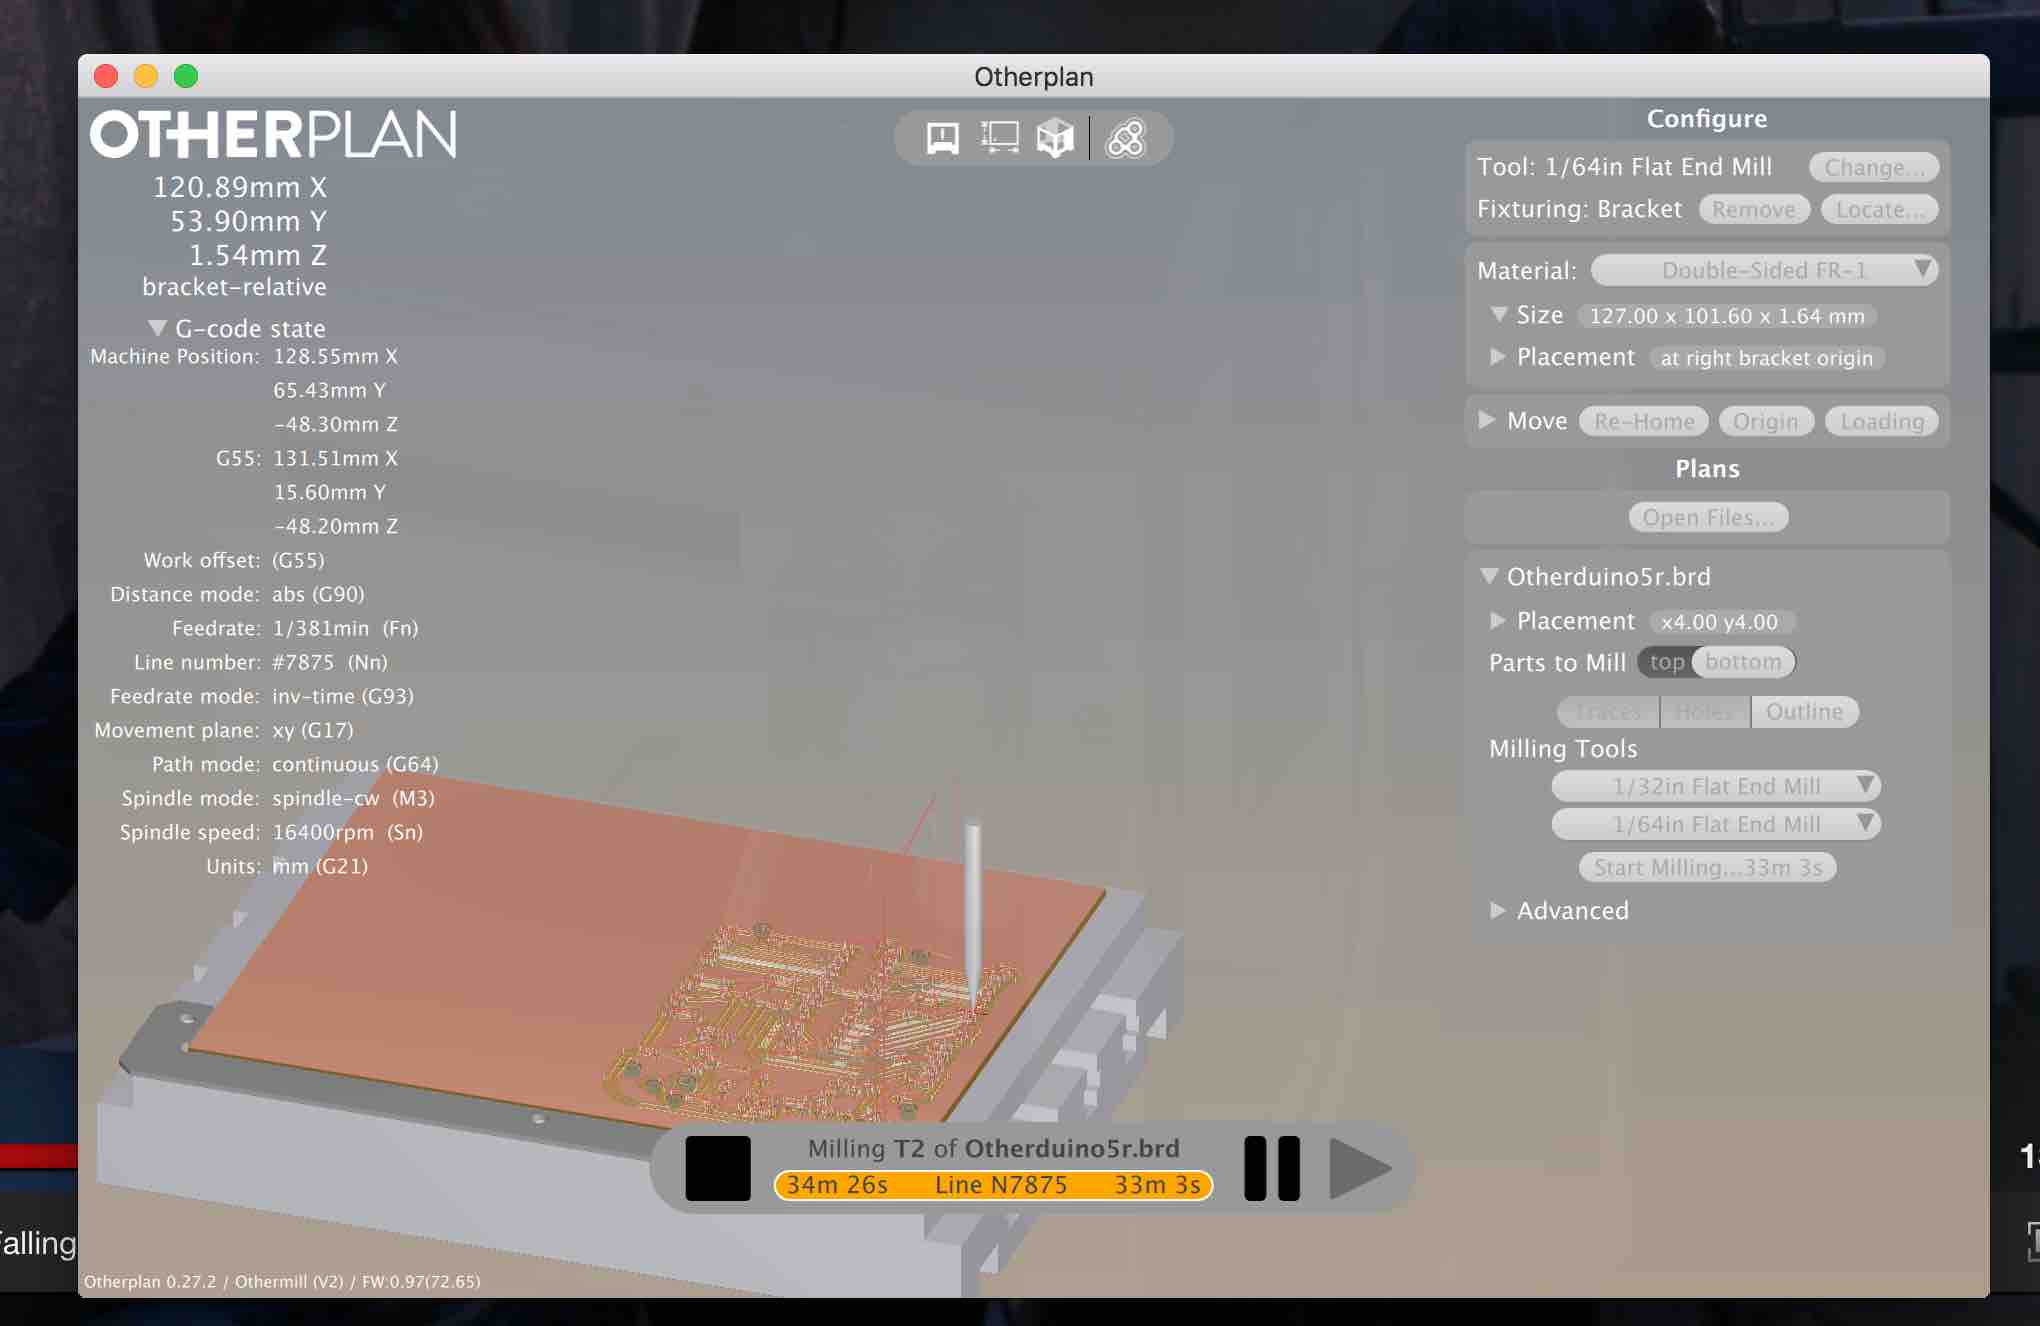 Otherplan
OTHERPLAN
120.89mm X
53.90mm Y
1.54mm Z
bracket-relative
G-code state
Machine Position: 128.55mm X
65.43mm Y
-48.30mm Z
G55: 131.51mm X
15.60mm Y
-48.20mm Z
Work offset: (G55)
Distance mode: abs (G90)
Feedrate: 1/381min (Fn)
Line number: #7875 (Nn)
Feedrate mode: inv-time (G93)
Movement plane: xy (G17)
Path mode: continuous (G64)
Spindle mode: spindle-cw (M3)
Spindle speed: 16400rpm (Sn)
Units: mm (G21)
Configure
Tool: 1/64in Flat End Mill Change...
Fixturing: Bracket Remove Locate...
Material: Double-Sided FR-1
Size 127.00 x 101.60 x 1.64 mm
Placement at right bracket origin
Move Re-Home Origin Loading
Plans
Open Files...
Otherduino5r.brd
Placement x4.00 y4.00
Parts to Mill top bottom
Traces Holes Outline
Milling Tools
1/32in Flat End Mill
1/64in Flat End Mill
Start Milling...33m 3s
Advanced
Milling T2 of Otherduino5r.brd
34m 26s Line N7875 33m 3s
Otherplan 0.27.2 / Othermill (V2) / FW:0.97(72.65)